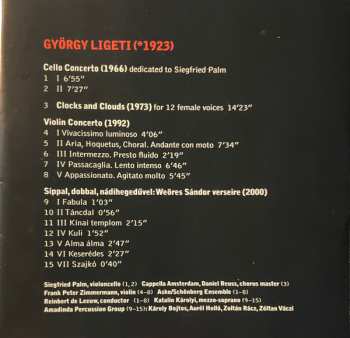 GYÖRGY LIGETI (*1923)
Cello Concerto (1966) dedicated to Siegfried Palm
1 I 6’55’’
2 II 7’27’’
3 Clocks and Clouds (1973) for 12 female voices 14’23’’
Violin Concerto (1992)
4 I Vivacissimo luminoso 4’06’’
5 II Aria, Hoquetus, Choral. Andante con moto 7’34’’
6 III Intermezzo. Presto fluido 2’19’’
7 IV Passacaglia. Lento intenso 6’46’’
8 V Appassionato. Agitato molto 5’45’’
Síppal, dobbal, nádihegedűvel: Weöres Sándor verseire (2000)
9 I Fabula 1’03’’
10 II Táncdal 0’56’’
11 III Kínai templom 2’15’’
12 IV Kuli 1’52’’
13 V Alma álma 2’47’’
14 VI Keserédes 2’27’’
15 VII Szajkó 0’40’’
Siegfried Palm, violoncello (1, 2) Cappella Amsterdam, Daniel Reuss, chorus master (3)
Frank Peter Zimmermann, violin (4–8) Asko/Schönberg Ensemble (1–8)
Reinbert de Leeuw, conductor (1–8) Katalin Károlyi, mezzo-soprano (9–15)
Amadinda Percussion Group (9–15): Károly Bojtos, Aurél Holló, Zoltán Rácz, Zoltan Váczi